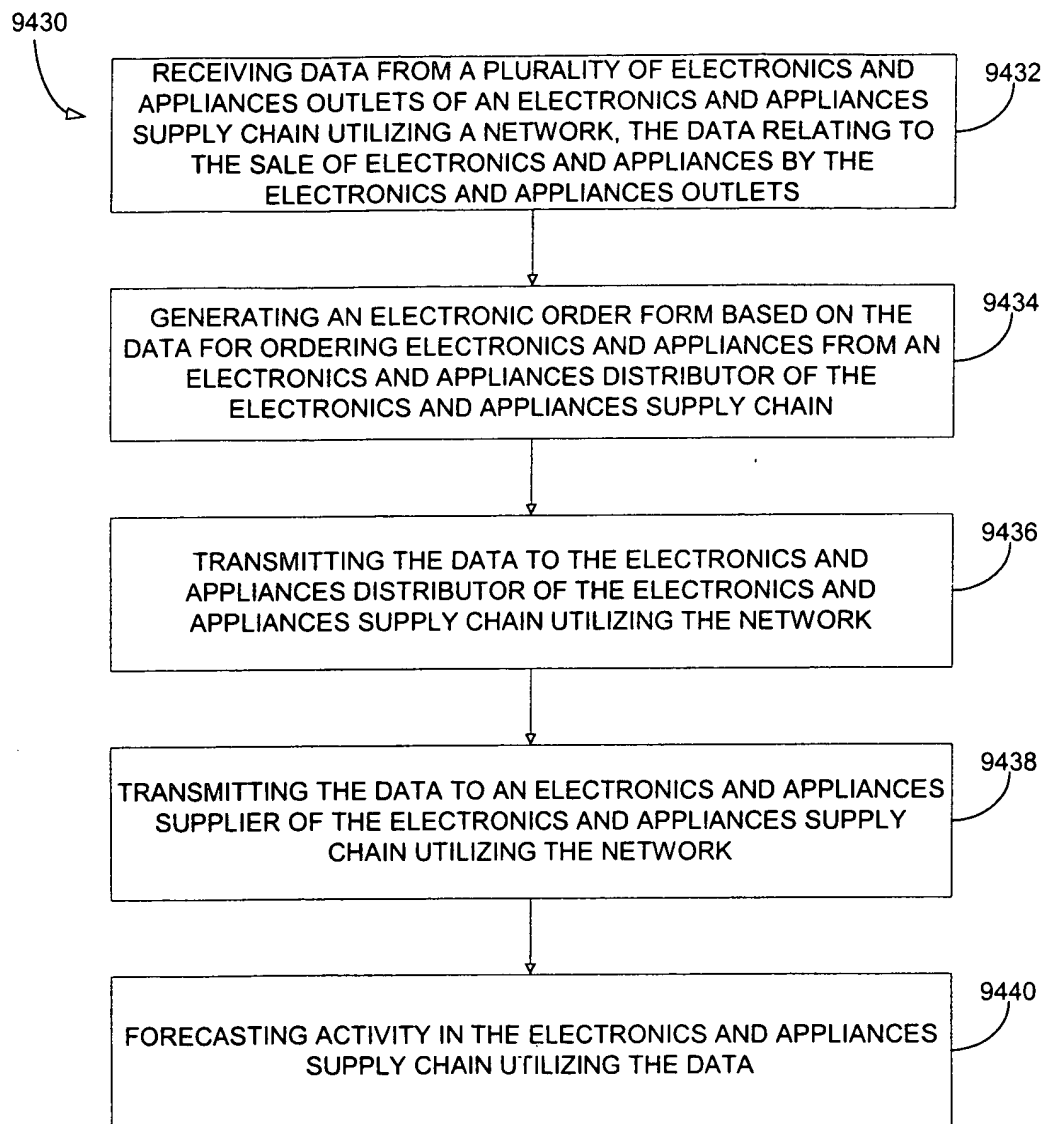 9430
RECEIVING DATA FROM A PLURALITY OF ELECTRONICS AND
APPLIANCES OUTLETS OF AN ELECTRONICS AND APPLIANCES
SUPPLY CHAIN UTILIZING A NETWORK, THE DATA RELATING TO
THE SALE OF ELECTRONICS AND APPLIANCES BY THE
ELECTRONICS AND APPLIANCES OUTLETS
9432
GENERATING AN ELECTRONIC ORDER FORM BASED ON THE
DATA FOR ORDERING ELECTRONICS AND APPLIANCES FROM AN
ELECTRONICS AND APPLIANCES DISTRIBUTOR OF THE
ELECTRONICS AND APPLIANCES SUPPLY CHAIN
9434
TRANSMITTING THE DATA TO THE ELECTRONICS AND
APPLIANCES DISTRIBUTOR OF THE ELECTRONICS AND
APPLIANCES SUPPLY CHAIN UTILIZING THE NETWORK
9436
TRANSMITTING THE DATA TO AN ELECTRONICS AND APPLIANCES
SUPPLIER OF THE ELECTRONICS AND APPLIANCES SUPPLY
CHAIN UTILIZING THE NETWORK
9438
FORECASTING ACTIVITY IN THE ELECTRONICS AND APPLIANCES
SUPPLY CHAIN UTILIZING THE DATA
9440